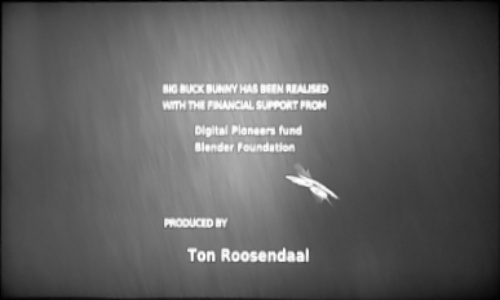 BIG BUCK BUNNY HAS BEEN REALISED
WITH THE FINANCIAL SUPPORT FROM
Digital Pioneers fund
Blender Foundation
PRODUCED BY
Ton Roosendaal